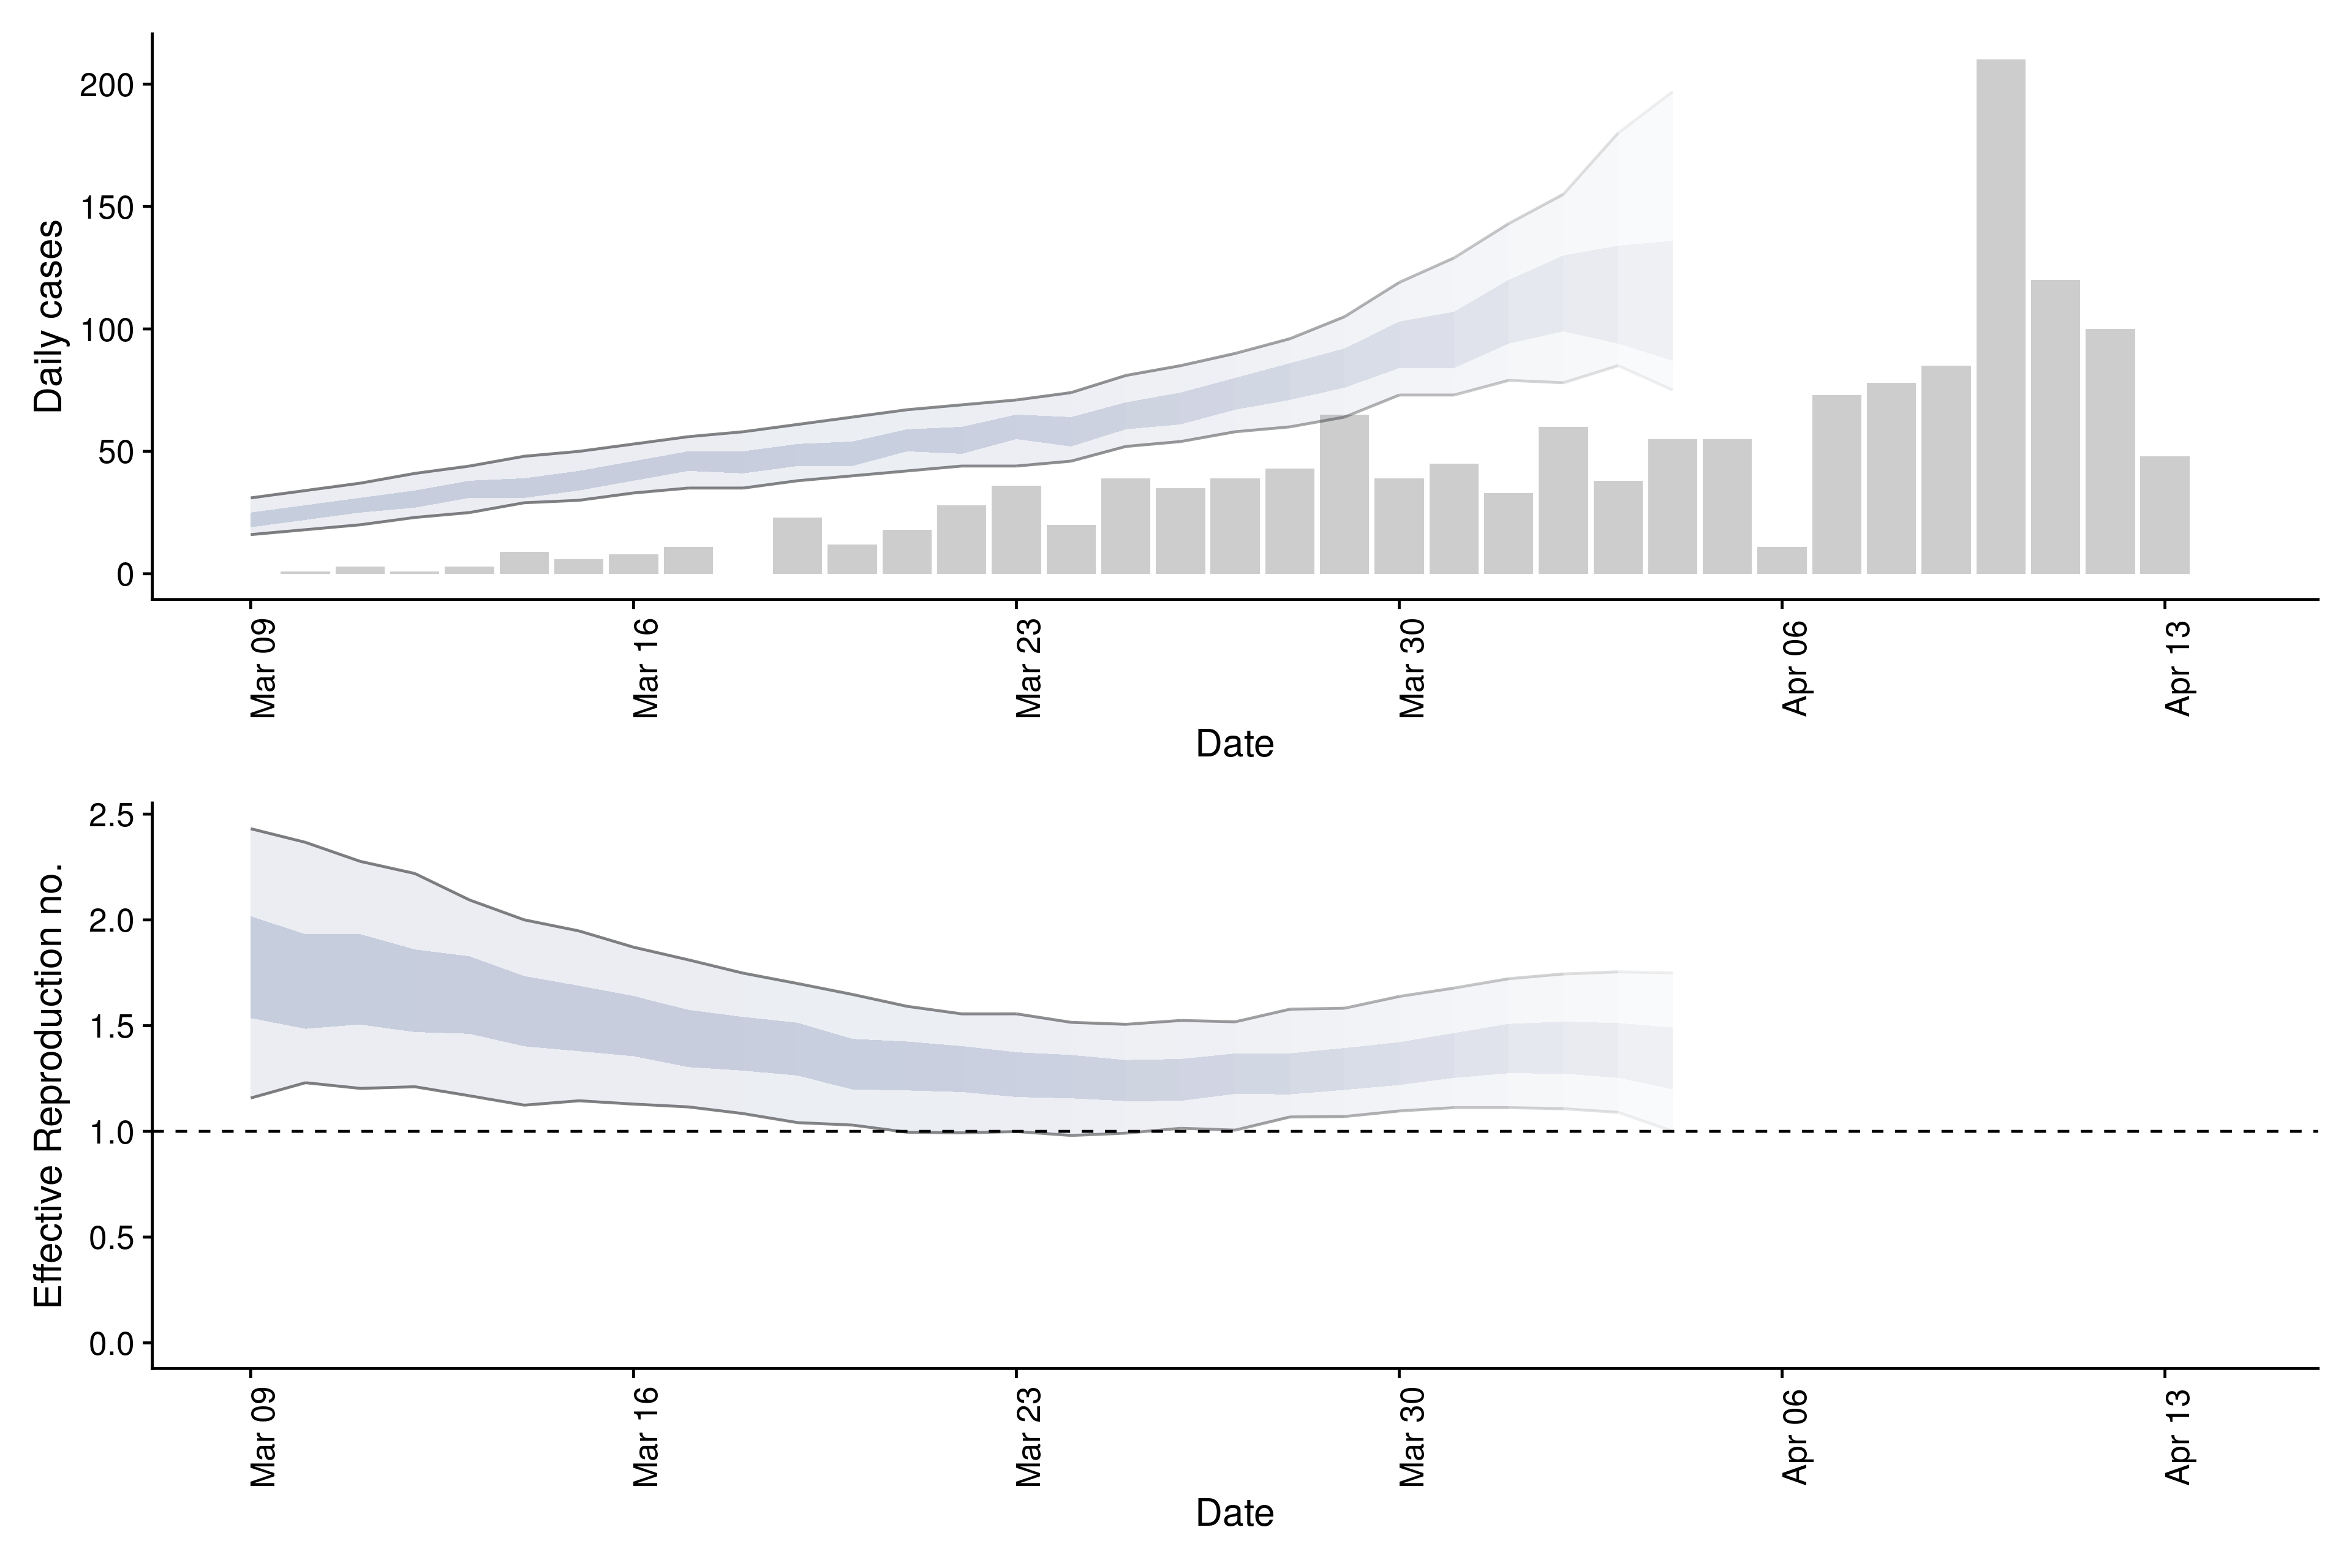 Daily cases
200
150
100
50
0
Mar 09
Mar 16
Mar 23
Mar 30
Apr 06
Apr 13
Date
Effective Reproduction no.
2.5
2.0
1.5
1.0
0.5
0.0
Mar 09
Mar 16
Mar 23
Mar 30
Apr 06
Apr 13
Date